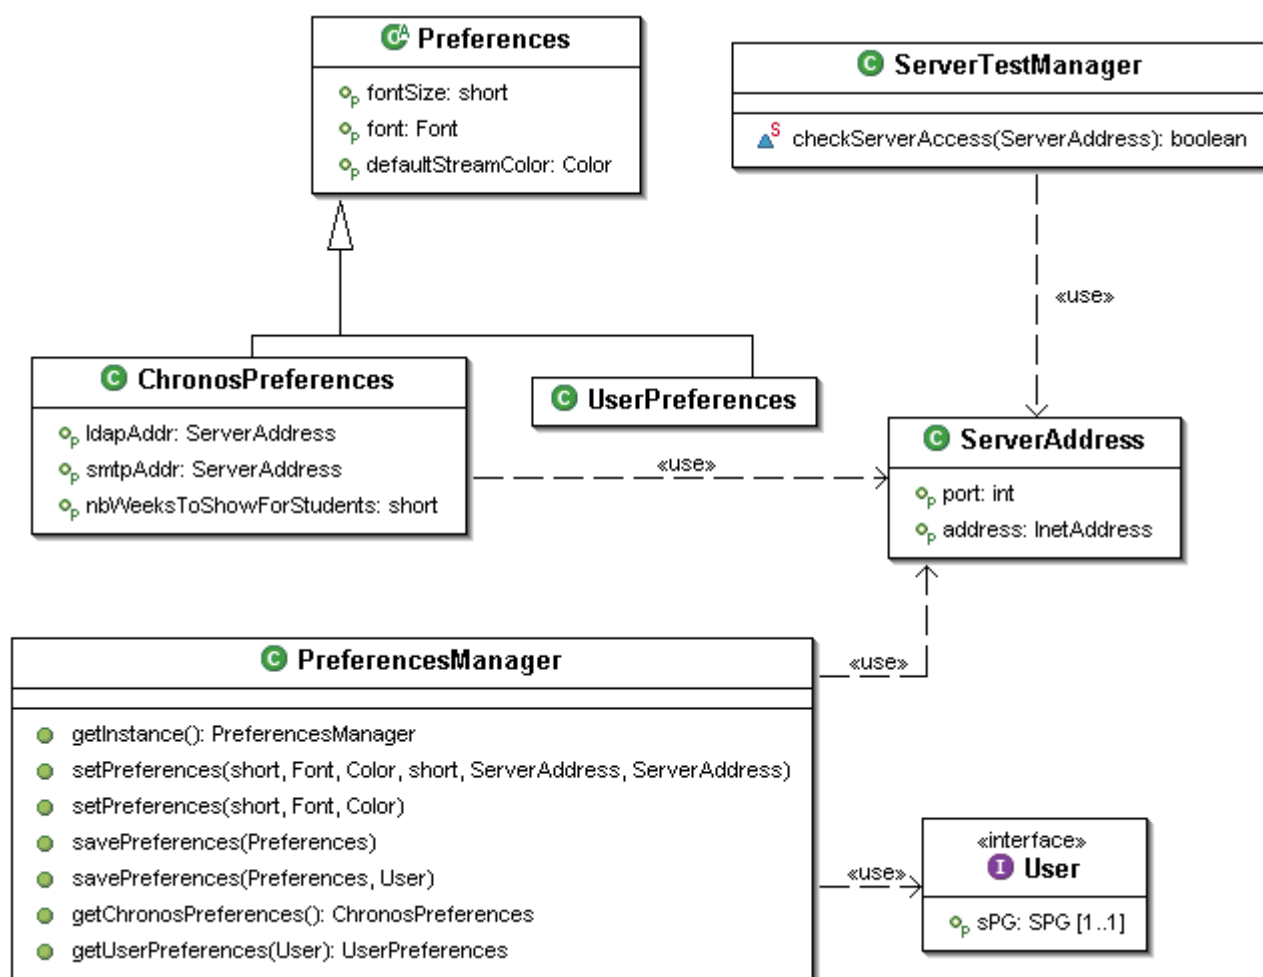 Preferences
fontSize: short
font: Font
defaultStreamColor: Color
ServerTestManager
checkServerAccess(ServerAddress): boolean
«use»
ChronosPreferences
ldapAddr: ServerAddress
smtpAddr: ServerAddress
nbWeeksToShowForStudents: short
UserPreferences
«use»
ServerAddress
port: int
address: InetAddress
PreferencesManager
getInstance(): PreferencesManager
setPreferences(short, Font, Color, short, ServerAddress, ServerAddress)
setPreferences(short, Font, Color)
savePreferences(Preferences)
savePreferences(Preferences, User)
getChronosPreferences(): ChronosPreferences
getUserPreferences(User): UserPreferences
«use»
«use»
«interface»
User
sPG: SPG [1..1]